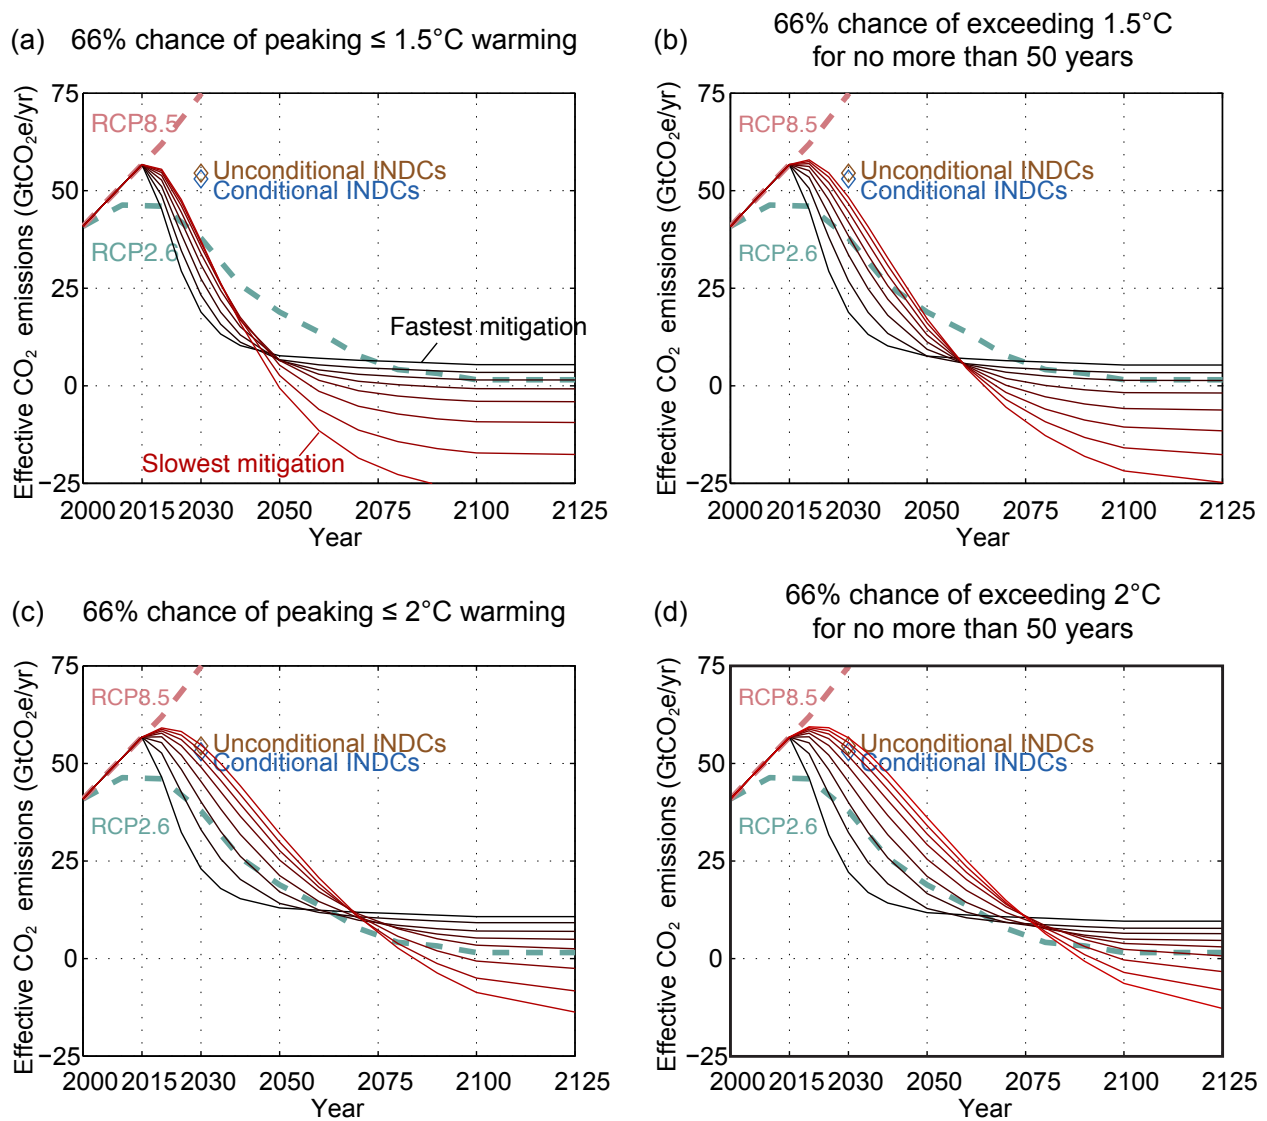 (a) 66% chance of peaking ≤ 1.5°C warming
Effective CO₂ emissions (GtCO₂e/yr)
75
50
25
0
−25
RCP8.5
Unconditional INDCs
Conditional INDCs
RCP2.6
Fastest mitigation
Slowest mitigation
2000 2015 2030 2050 2075 2100 2125
Year
(b) 66% chance of exceeding 1.5°C
for no more than 50 years
Effective CO₂ emissions (GtCO₂e/yr)
75
50
25
0
−25
RCP8.5
Unconditional INDCs
Conditional INDCs
RCP2.6
2000 2015 2030 2050 2075 2100 2125
Year
(c) 66% chance of peaking ≤ 2°C warming
Effective CO₂ emissions (GtCO₂e/yr)
75
50
25
0
−25
RCP8.5
Unconditional INDCs
Conditional INDCs
RCP2.6
2000 2015 2030 2050 2075 2100 2125
Year
(d) 66% chance of exceeding 2°C
for no more than 50 years
Effective CO₂ emissions (GtCO₂e/yr)
75
50
25
0
−25
RCP8.5
Unconditional INDCs
Conditional INDCs
RCP2.6
2000 2015 2030 2050 2075 2100 2125
Year